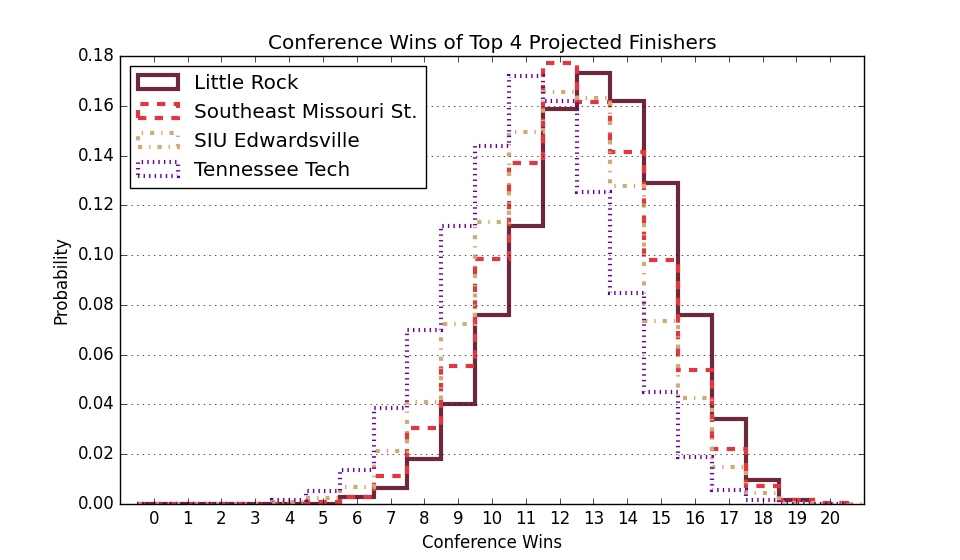 Conference Wins of Top 4 Projected Finishers
0.18
0.16
0.14
0.12
0.10
0.08
0.06
0.04
0.02
0.00
Probability
Little Rock
Southeast Missouri St.
SIU Edwardsville
Tennessee Tech
0 1 2 3 4 5 6 7 8 9 10 11 12 13 14 15 16 17 18 19 20
Conference Wins